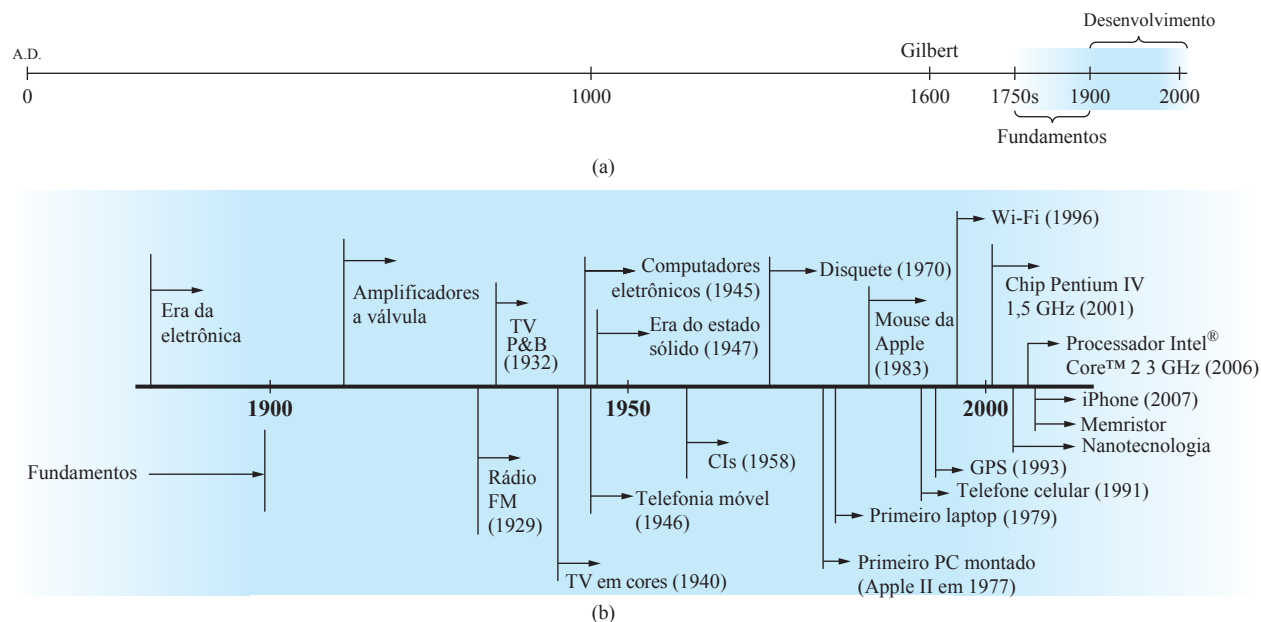 Desenvolvimento
A.D.
Gilbert
0
1000
1600
1750s
1900
2000
Fundamentos
(a)
Wi-Fi (1996)
Era da
eletrônica
Amplificadores
a válvula
TV
P&B
(1932)
Computadores
eletrônicos (1945)
Era do estado
sólido (1947)
Disquete (1970)
Mouse da
Apple
(1983)
Chip Pentium IV
1,5 GHz (2001)
Processador Intel®
Core™ 2 3 GHz (2006)
1900
1950
2000
iPhone (2007)
Memristor
Nanotecnologia
Fundamentos
Rádio
FM
(1929)
CIs (1958)
GPS (1993)
Telefone celular (1991)
Telefonia móvel
(1946)
Primeiro laptop (1979)
TV em cores (1940)
Primeiro PC montado
(Apple II em 1977)
(b)